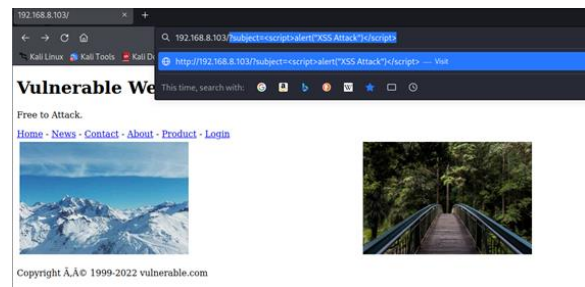 192.168.8.103/
192.168.8.103/?subject=<script>alert("XSS Attack")</script>
Kali Linux Kali Tools Kali D
http://192.168.8.103/?subject=<script>alert("XSS Attack")</script> — Visit
This time, search with:
Vulnerable We
Free to Attack.
Home - News - Contact - About - Product - Login
Copyright Ã,Â© 1999-2022 vulnerable.com